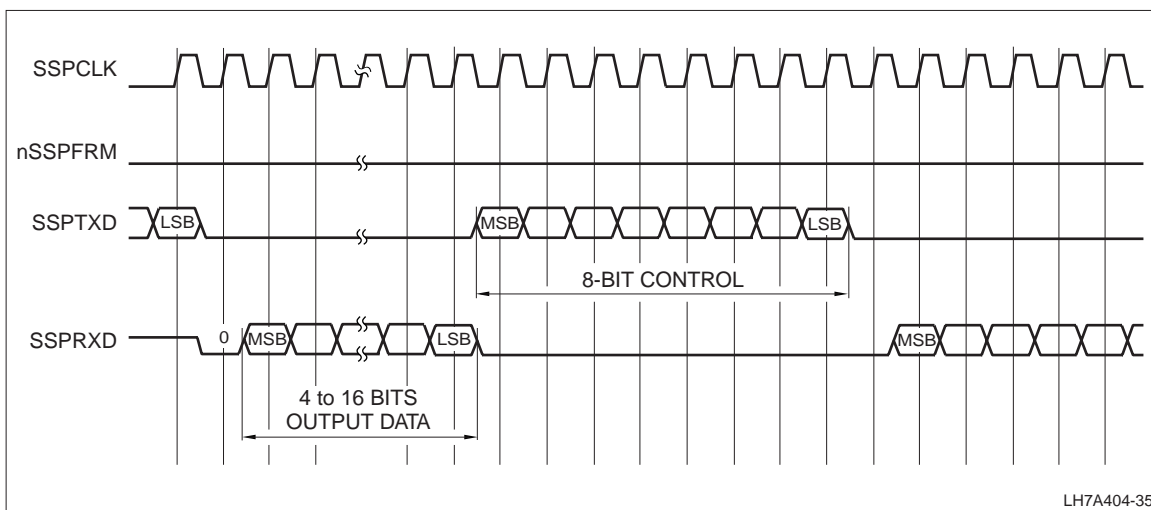 SSPCLK
nSSPFRM
SSPTXD
LSB
MSB
LSB
8-BIT CONTROL
SSPRXD
0
MSB
LSB
MSB
4 to 16 BITS
OUTPUT DATA
LH7A404-35